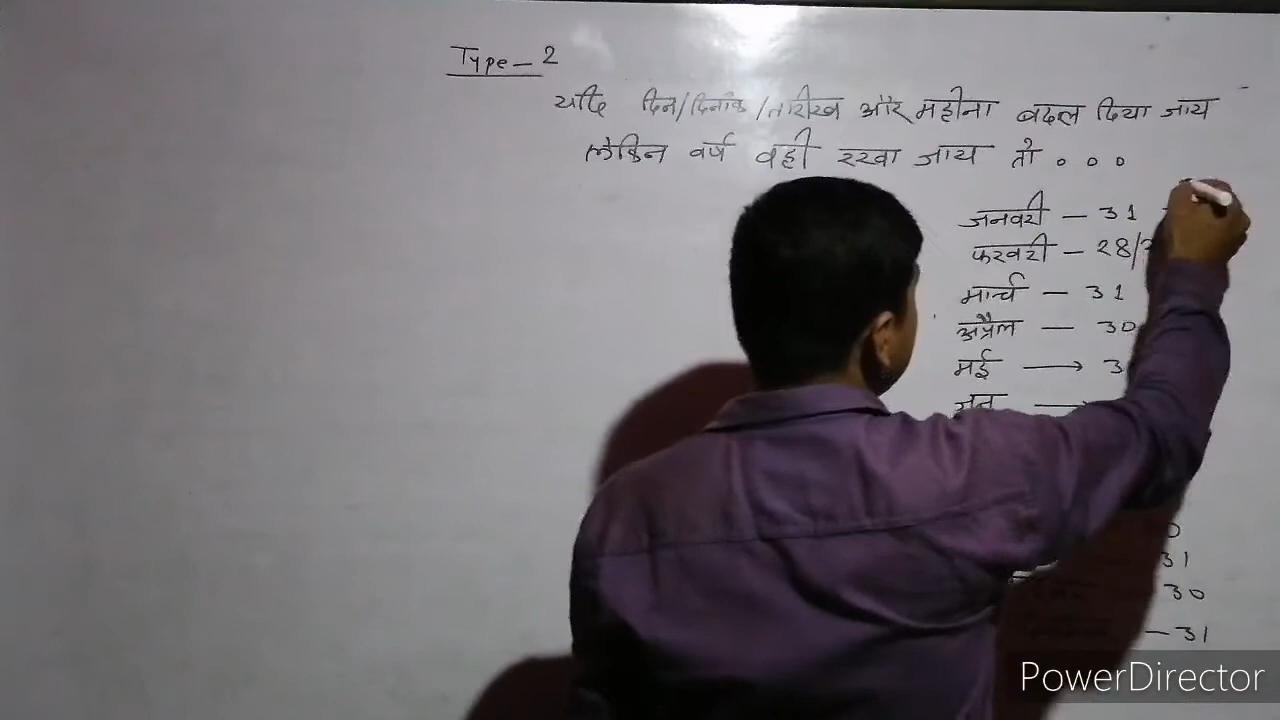 Type - 2
यदि दिन/दिनांक/तारीख और महीना बदल दिया जाय
लेकिन वर्ष वही रखा जाय तो . . .
जनवरी - 31
फरवरी - 28/
मार्च - 31
अप्रैल - 30
मई → 3
जून →
31
30
- 31
PowerDirector